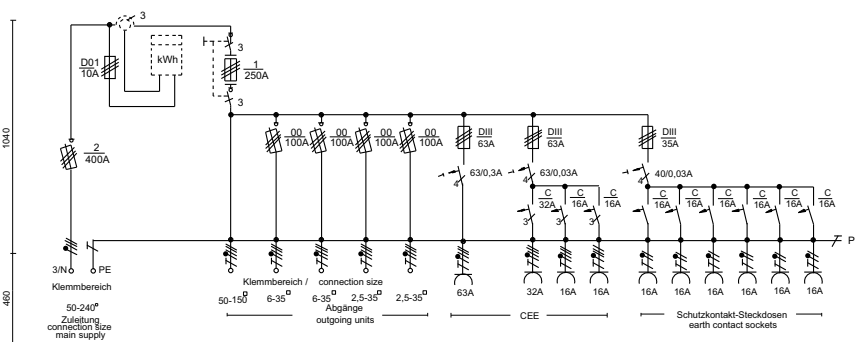 3
D01
10A
kWh
3
1
250A
3
1040
2
400A
00
100A
00
100A
00
100A
00
100A
DIII
63A
DIII
63A
DIII
35A
4
63/0,3A
4
63/0,03A
4
40/0,03A
C
32A
C
16A
C
16A
3
3
3
C
16A
C
16A
C
16A
C
16A
C
16A
C
16A
P
460
3/N
PE
Klemmbereich
50-240□
Zuleitung
connection size
main supply
Klemmbereich / connection size
50-150□
6-35□
6-35□
2,5-35□
2,5-35□
Abgänge
outgoing units
63A
32A
16A
16A
CEE
16A
16A
16A
16A
16A
16A
Schutzkontakt-Steckdosen
earth contact sockets